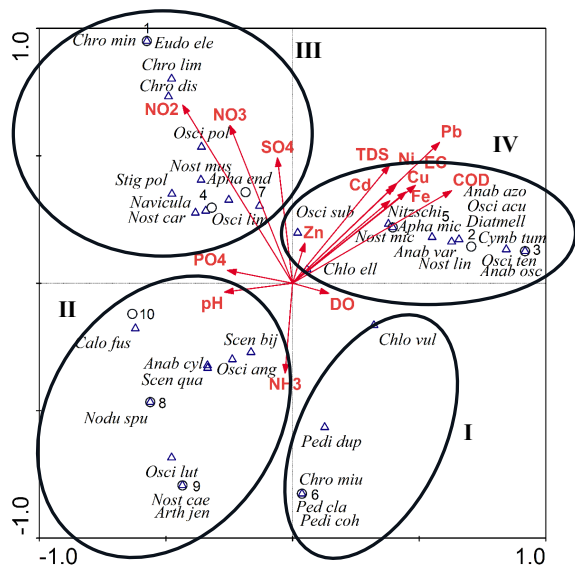 1.0
1
III
Chro min
Eudo ele
Chro lim
Chro dis
NO2
NO3
Osci pol
SO4
Pb
IV
TDS
Ni
EC
Nost mus
Apha end
Cu
Cd
Fe
COD
Anab azo
Stig pol
4
7
Osci sub
Nitzschi
5
Osci acu
Navicula
Apha mic
Diatmell
Nost car
Osci lim
Zn
Nost mic
2
Cymb tum
3
Anab var
Osci ten
PO4
Chlo ell
Nost lin
Anab osc
II
pH
DO
10
Calo fus
Scen bij
Chlo vul
Anab cyl
Osci ang
Scen qua
NH3
Nodu spu
8
Pedi dup
I
Osci lut
Chro miu
9
6
Nost cae
Ped cla
Arth jen
Pedi coh
-1.0
-1.0
1.0